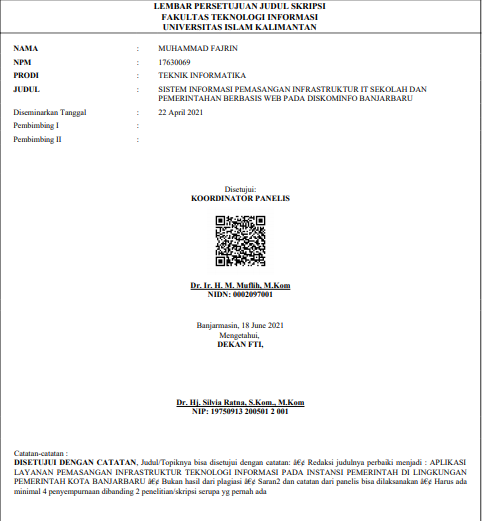 LEMBAR PERSETUJUAN JUDUL SKRIPSI
FAKULTAS TEKNOLOGI INFORMASI
UNIVERSITAS ISLAM KALIMANTAN
NAMA : MUHAMMAD FAJRIN
NPM : 17630069
PRODI : TEKNIK INFORMATIKA
JUDUL : SISTEM INFORMASI PEMASANGAN INFRASTRUKTUR IT SEKOLAH DAN
PEMERINTAHAN BERBASIS WEB PADA DISKOMINFO BANJARBARU
Diseminarkan Tanggal : 22 April 2021
Pembimbing I :
Pembimbing II :
Disetujui:
KOORDINATOR PANELIS
Dr. Ir. H. M. Muflih, M.Kom
NIDN: 0002097001
Banjarmasin, 18 June 2021
Mengetahui,
DEKAN FTI,
Dr. Hj. Silvia Ratna, S.Kom., M.Kom
NIP: 19750913 200501 2 001
Catatan-catatan :
DISETUJUI DENGAN CATATAN, Judul/Topiknya bisa disetujui dengan catatan: â€¢ Redaksi judulnya perbaiki menjadi : APLIKASI
LAYANAN PEMASANGAN INFRASTRUKTUR TEKNOLOGI INFORMASI PADA INSTANSI PEMERINTAH DI LINGKUNGAN
PEMERINTAH KOTA BANJARBARU â€¢ Bukan hasil dari plagiasi â€¢ Saran2 dan catatan dari panelis bisa dilaksanakan â€¢ Harus ada
minimal 4 penyempurnaan dibanding 2 penelitian/skripsi serupa yg pernah ada